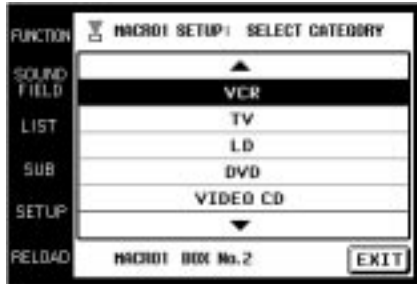 FUNCTION
SOUND
FIELD
LIST
SUB
SETUP
RELOAD
MACRO1 SETUP: SELECT CATEGORY
VCR
TV
LD
DVD
VIDEO CD
MACRO1 BOX No.2
EXIT